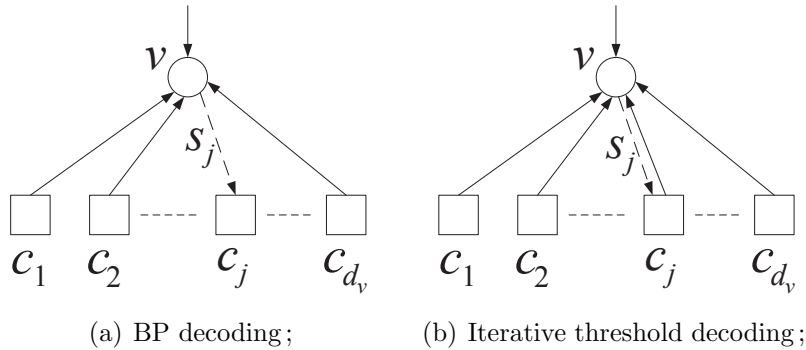 v v
s_j s_j
c_1 c_2 c_j c_{d_v} c_1 c_2 c_j c_{d_v}
(a) BP decoding; (b) Iterative threshold decoding;